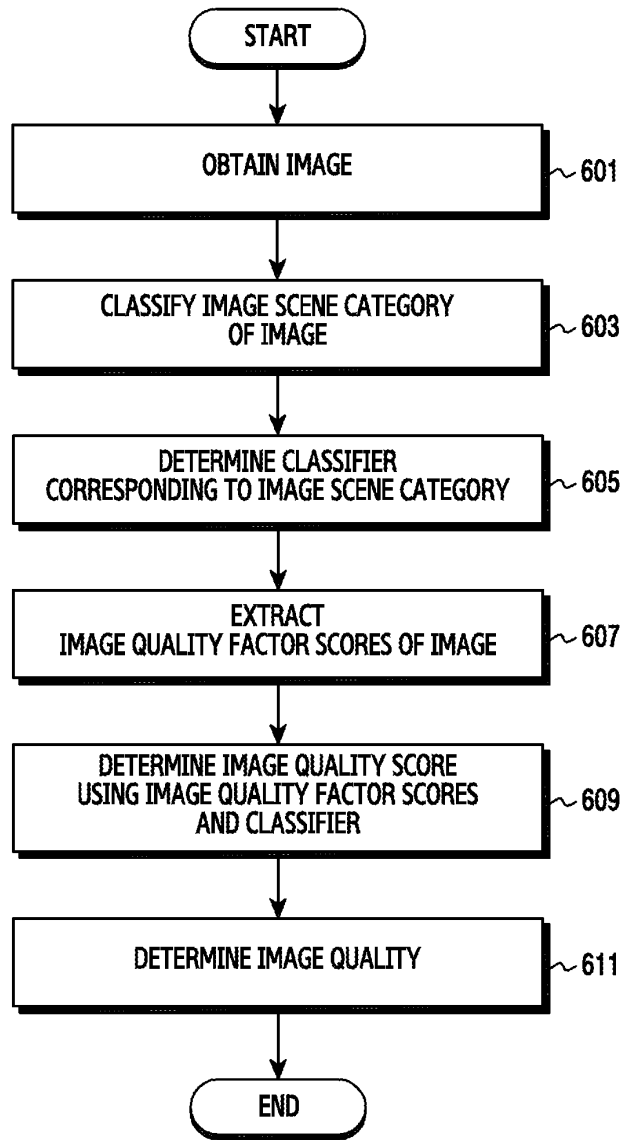 START
OBTAIN IMAGE
601
CLASSIFY IMAGE SCENE CATEGORY
OF IMAGE
603
DETERMINE CLASSIFIER
CORRESPONDING TO IMAGE SCENE CATEGORY
605
EXTRACT
IMAGE QUALITY FACTOR SCORES OF IMAGE
607
DETERMINE IMAGE QUALITY SCORE
USING IMAGE QUALITY FACTOR SCORES
AND CLASSIFIER
609
DETERMINE IMAGE QUALITY
611
END